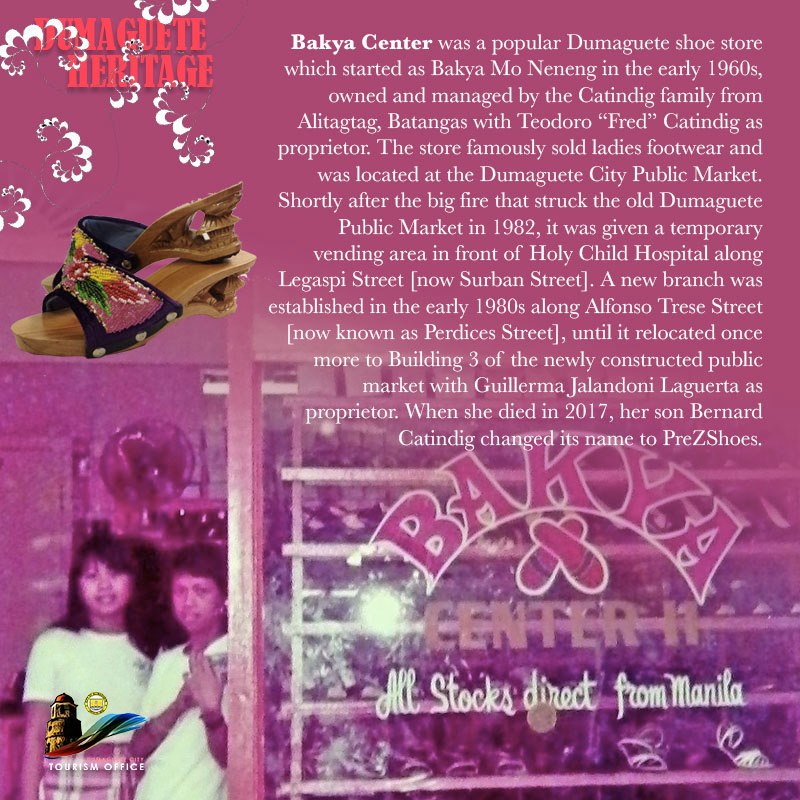 DUMAGUETE
HERITAGE
Bakya Center was a popular Dumaguete shoe store
which started as Bakya Mo Neneng in the early 1960s,
owned and managed by the Catindig family from
Alitagtag, Batangas with Teodoro “Fred” Catindig as
proprietor. The store famously sold ladies footwear and
was located at the Dumaguete City Public Market.
Shortly after the big fire that struck the old Dumaguete
Public Market in 1982, it was given a temporary
vending area in front of Holy Child Hospital along
Legaspi Street [now Surban Street]. A new branch was
established in the early 1980s along Alfonso Trese Street
[now known as Perdices Street], until it relocated once
more to Building 3 of the newly constructed public
market with Guillerma Jalandoni Laguerta as
proprietor. When she died in 2017, her son Bernard
Catindig changed its name to PreZShoes.
BAKYA
CENTER II
All Stocks direct from Manila
TOURISM OFFICE